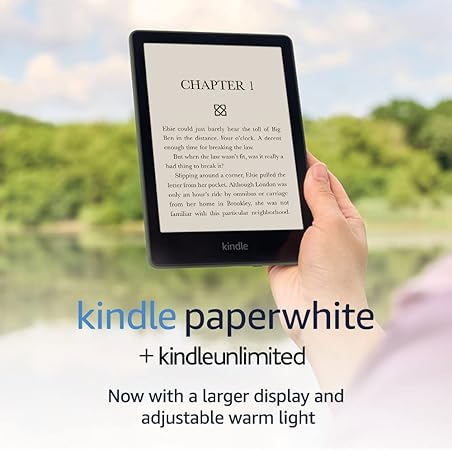 CHAPTER 1
Elsie could just barely hear the toll of Big
Ben in the distance. Four o'clock. A decent
enough time for breaking the law.
But when the law wasn't fit, was it really a
bad thing to break it?
Slipping around a corner, Elsie pulled the
letter from her pocket. Although London was
only an hour's ride by omnibus or carriage
from her home in Brookley, she was not
familiar with this particular neighborhood.
kindle
kindle paperwhite
+ kindleunlimited
Now with a larger display and
adjustable warm light